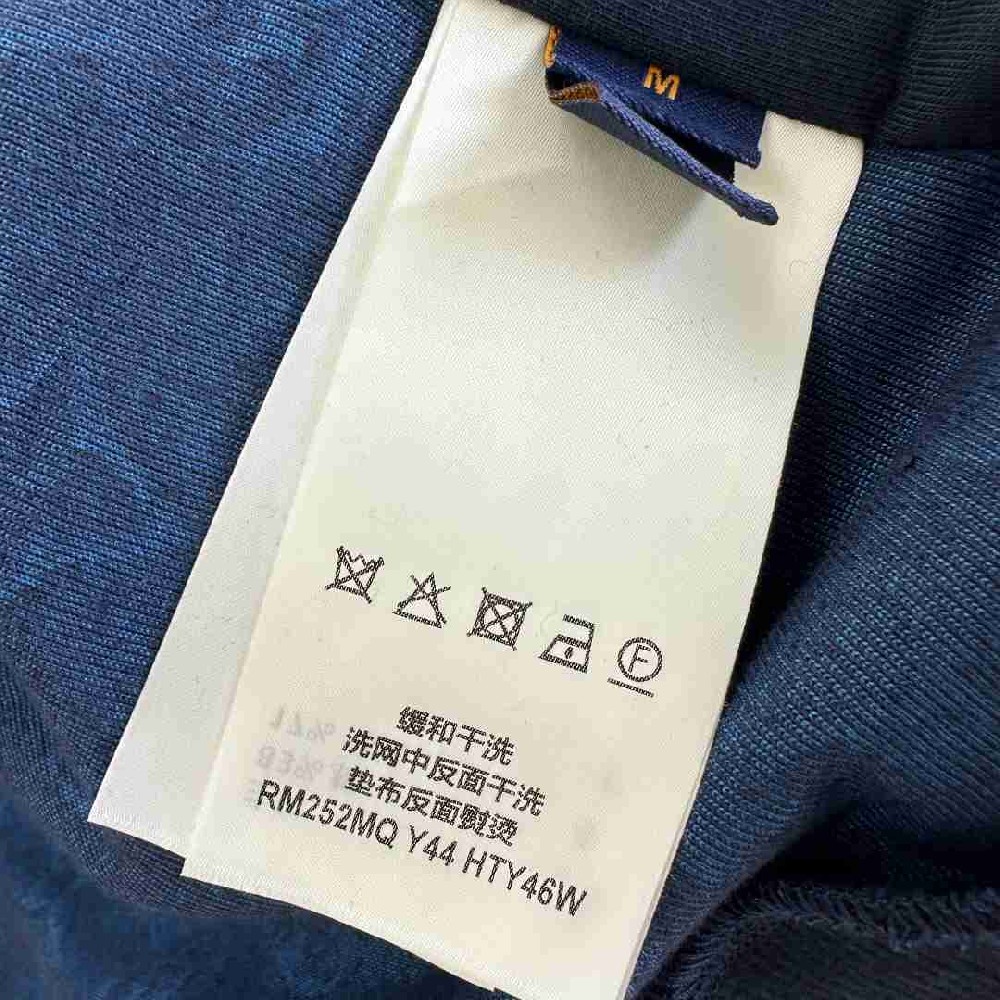 M
F
缓和干洗
洗网中反面干洗
垫布反面熨烫
RM252MQ Y44 HTY46W